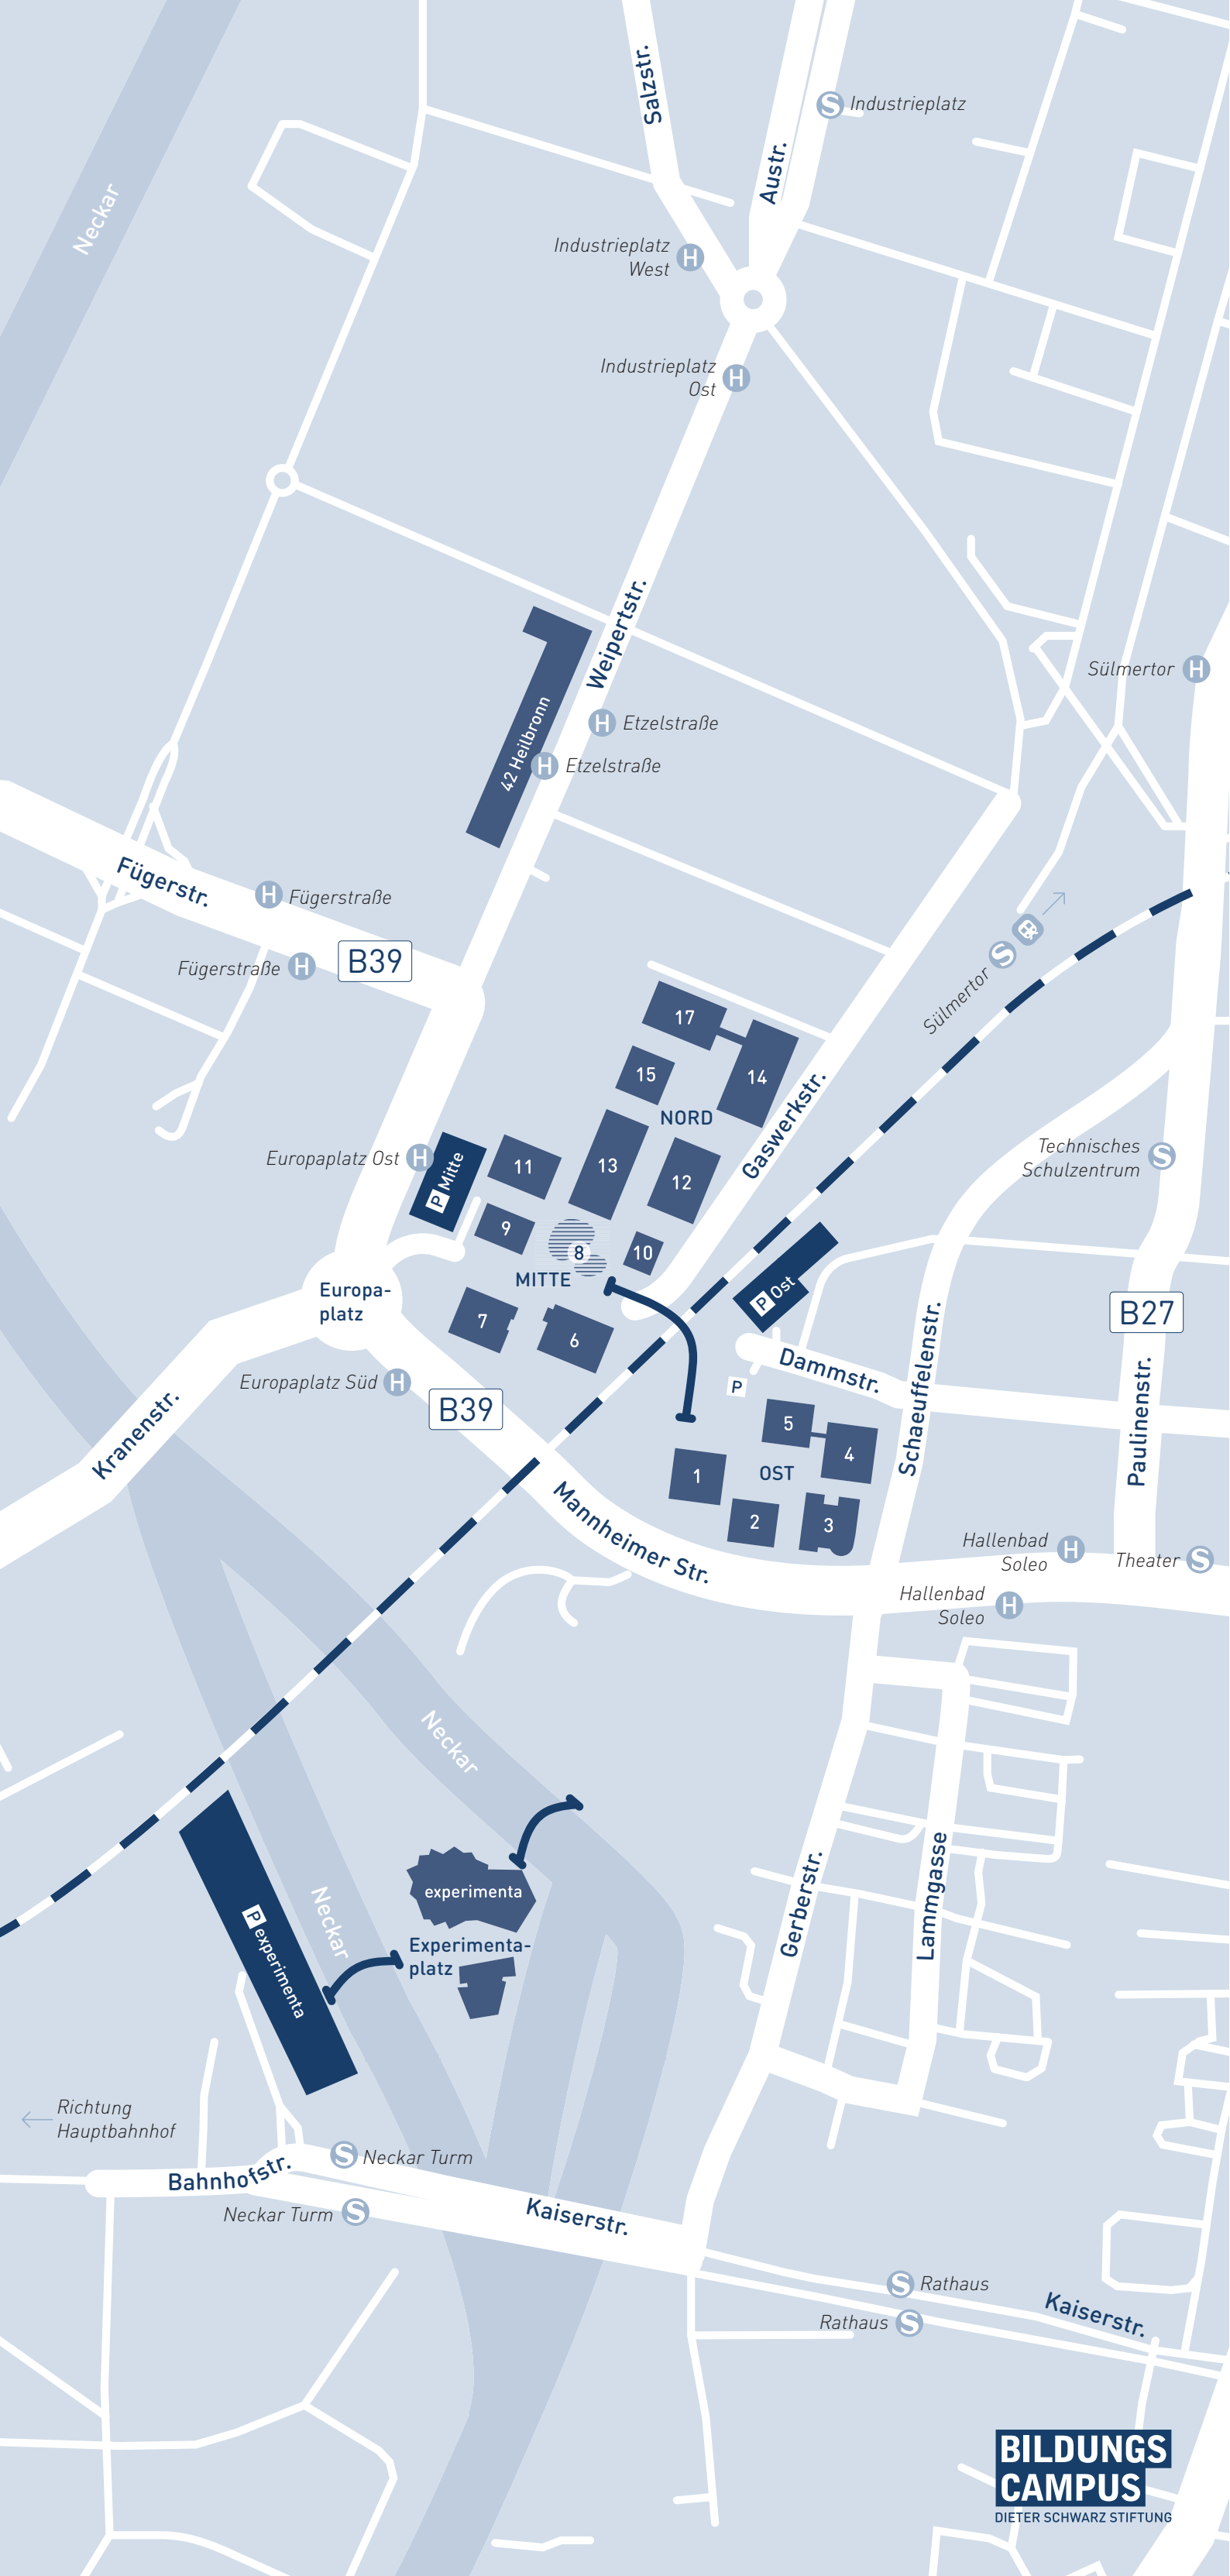 Salzstr.
Austr.
S Industrieplatz
Neckar
Industrieplatz
West
H
Industrieplatz
Ost
H
Weipertstr.
42 Heilbronn
Sülmertor H
H Etzelstraße
H Etzelstraße
Fügerstr.
H Fügerstraße
Fügerstraße H
B39
Sülmertor S
17
15
14
NORD
Gaswerkstr.
Technisches
Schulzentrum
S
Europaplatz Ost H
P Mitte
11
13
12
9
8
10
MITTE
Europa-
platz
7
6
P Ost
B27
Dammstr.
Schaeuffelenstr.
Paulinenstr.
Europaplatz Süd H
B39
P
Kranenstr.
5
4
1
OST
2
3
Mannheimer Str.
Hallenbad
Soleo
H
Theater S
Hallenbad
Soleo
H
Neckar
Neckar
experimenta
P experimenta
Experimenta-
platz
Gerberstr.
Lammgasse
Richtung
Hauptbahnhof
S Neckar Turm
Bahnhofstr.
Neckar Turm S
Kaiserstr.
S Rathaus
Rathaus S
Kaiserstr.
BILDUNGS
CAMPUS
DIETER SCHWARZ STIFTUNG